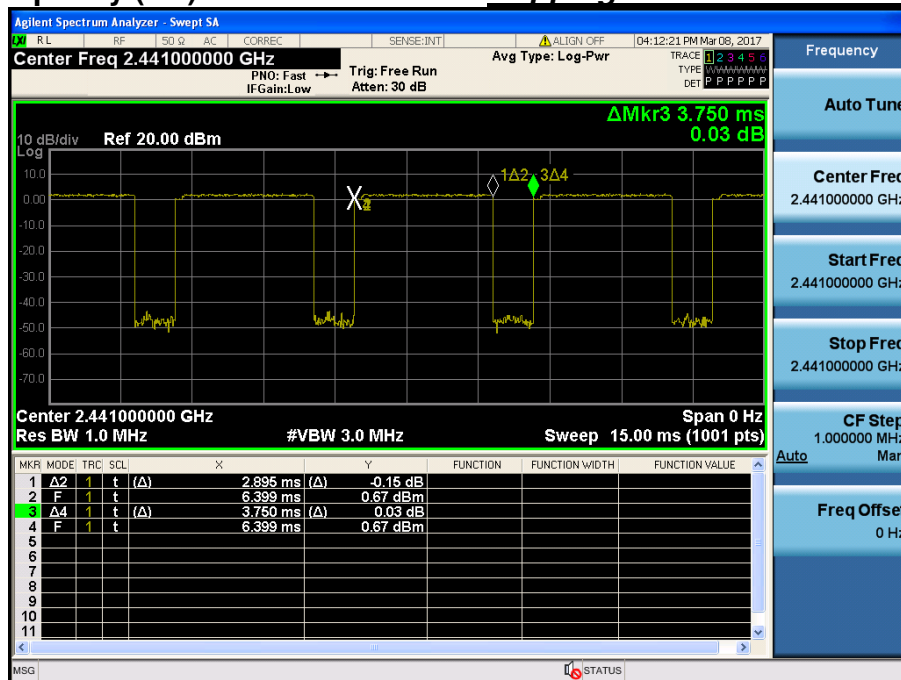 Agilent Spectrum Analyzer - Swept SA
LXI RL RF 50 Ω AC CORREC SENSE:INT ALIGN OFF 04:12:21 PM Mar 08, 2017
Center Freq 2.441000000 GHz
PNO: Fast
IFGain:Low
Trig: Free Run
Atten: 30 dB
Avg Type: Log-Pwr
TRACE 1 2 3 4 5 6
TYPE WWWWWW
DET P P P P P P
ΔMkr3 3.750 ms
0.03 dB
10 dB/div Ref 20.00 dBm
Log
10.0
0.00
-10.0
-20.0
-30.0
-40.0
-50.0
-60.0
-70.0
X
1Δ2 3Δ4
Center 2.441000000 GHz Span 0 Hz
Res BW 1.0 MHz #VBW 3.0 MHz Sweep 15.00 ms (1001 pts)
MKR MODE TRC SCL X Y FUNCTION FUNCTION WIDTH FUNCTION VALUE
1 Δ2 1 t (Δ) 2.895 ms (Δ) -0.15 dB
2 F 1 t 6.399 ms 0.67 dBm
3 Δ4 1 t (Δ) 3.750 ms (Δ) 0.03 dB
4 F 1 t 6.399 ms 0.67 dBm
5
6
7
8
9
10
11
MSG STATUS
Frequency
Auto Tune
Center Freq
2.441000000 GHz
Start Freq
2.441000000 GHz
Stop Freq
2.441000000 GHz
CF Step
1.000000 MHz
Auto Man
Freq Offset
0 Hz